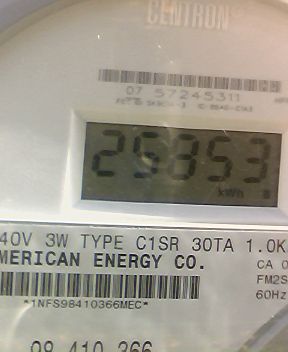 CENTRON
07 57245311
25853
kWh
40V 3W TYPE C1SR 30TA 1.0K
MERICAN ENERGY CO.
CA 0
FM2S
60Hz
*1NFS98410366MEC*
98 410 366